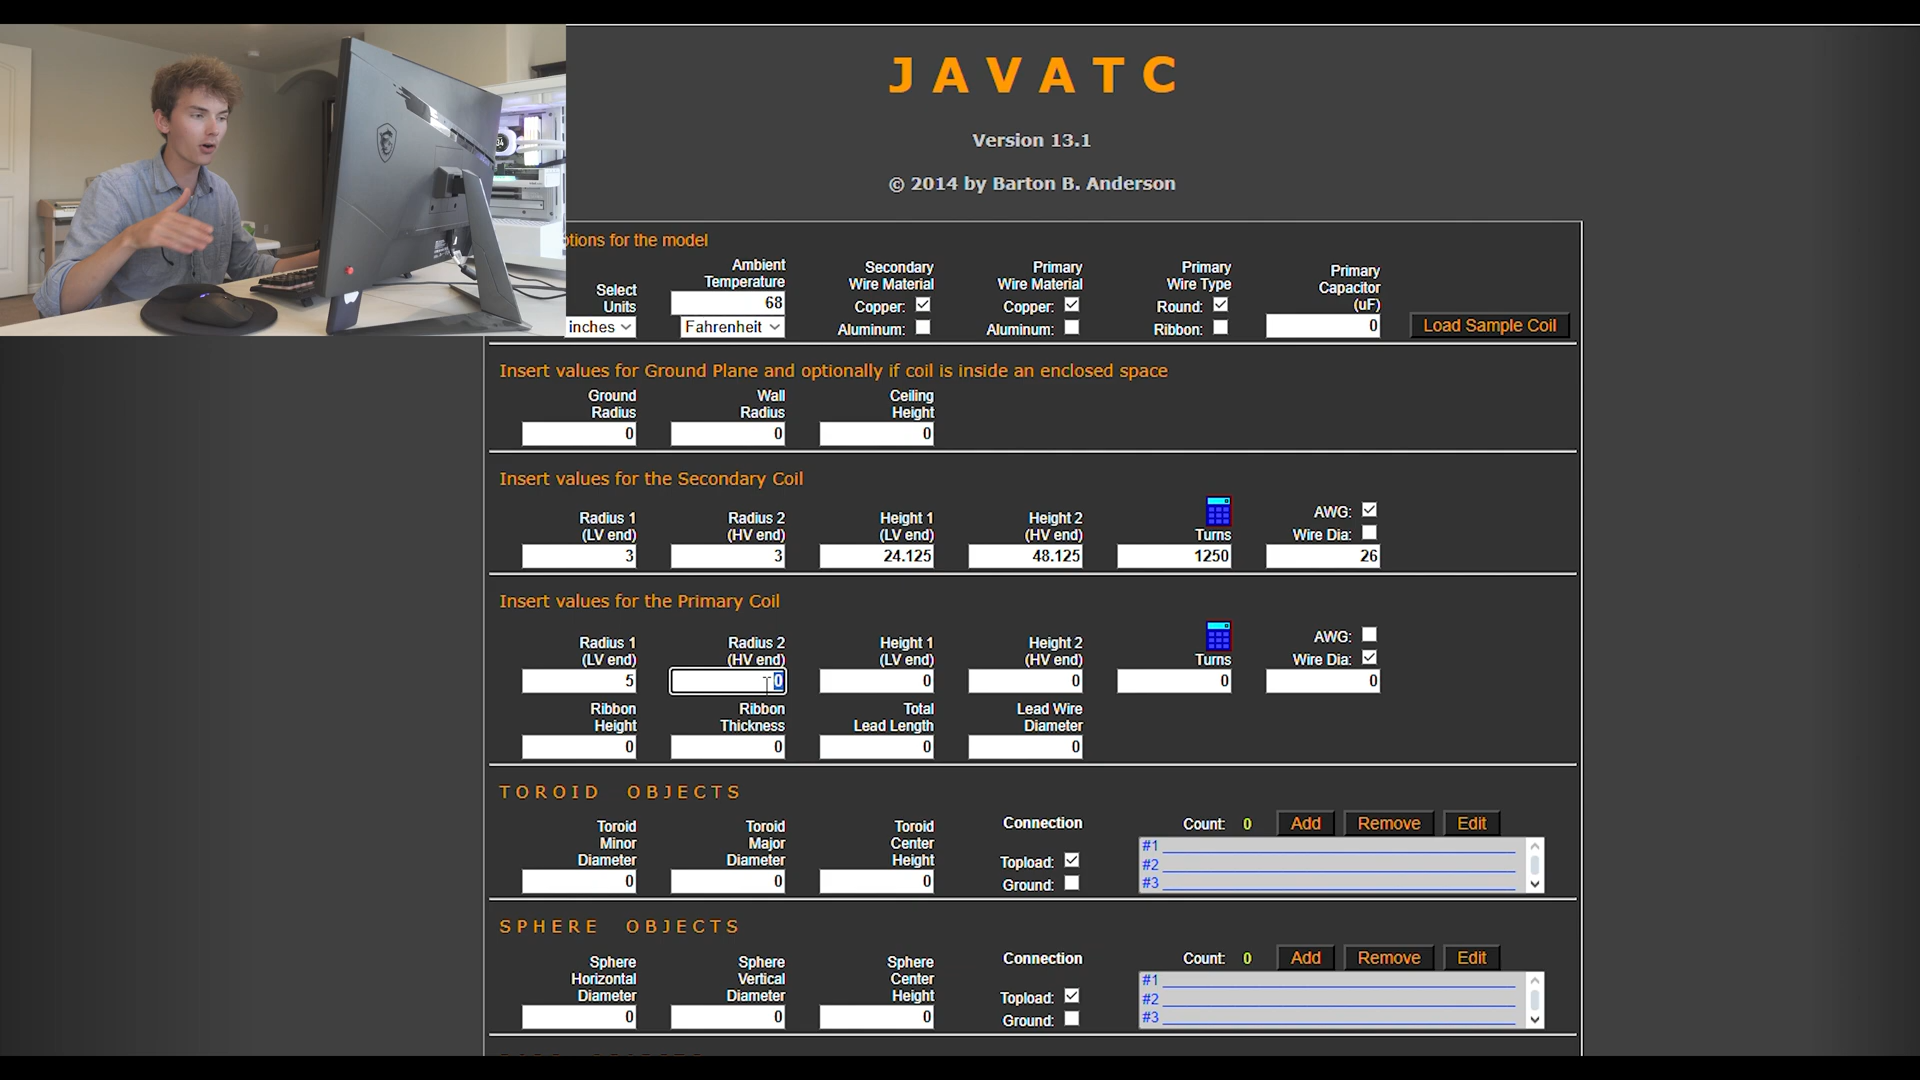 J A V A T C
Version 13.1
© 2014 by Barton B. Anderson
tions for the model
Select Units
inches
Ambient Temperature
68
Fahrenheit
Secondary Wire Material
Copper:
Aluminum:
Primary Wire Material
Copper:
Aluminum:
Primary Wire Type
Round:
Ribbon:
Primary Capacitor (uF)
0
Load Sample Coil
Insert values for Ground Plane and optionally if coil is inside an enclosed space
Ground Radius
0
Wall Radius
0
Ceiling Height
0
Insert values for the Secondary Coil
Radius 1 (LV end)
3
Radius 2 (HV end)
3
Height 1 (LV end)
24.125
Height 2 (HV end)
48.125
Turns
1250
AWG:
Wire Dia:
26
Insert values for the Primary Coil
Radius 1 (LV end)
5
Radius 2 (HV end)
0
Height 1 (LV end)
0
Height 2 (HV end)
0
Turns
0
AWG:
Wire Dia:
0
Ribbon Height
0
Ribbon Thickness
0
Total Lead Length
0
Lead Wire Diameter
0
TOROID OBJECTS
Toroid Minor Diameter
0
Toroid Major Diameter
0
Toroid Center Height
0
Connection
Topload:
Ground:
Count: 0
Add
Remove
Edit
#1
#2
#3
SPHERE OBJECTS
Sphere Horizontal Diameter
0
Sphere Vertical Diameter
0
Sphere Center Height
0
Connection
Topload:
Ground:
Count: 0
Add
Remove
Edit
#1
#2
#3